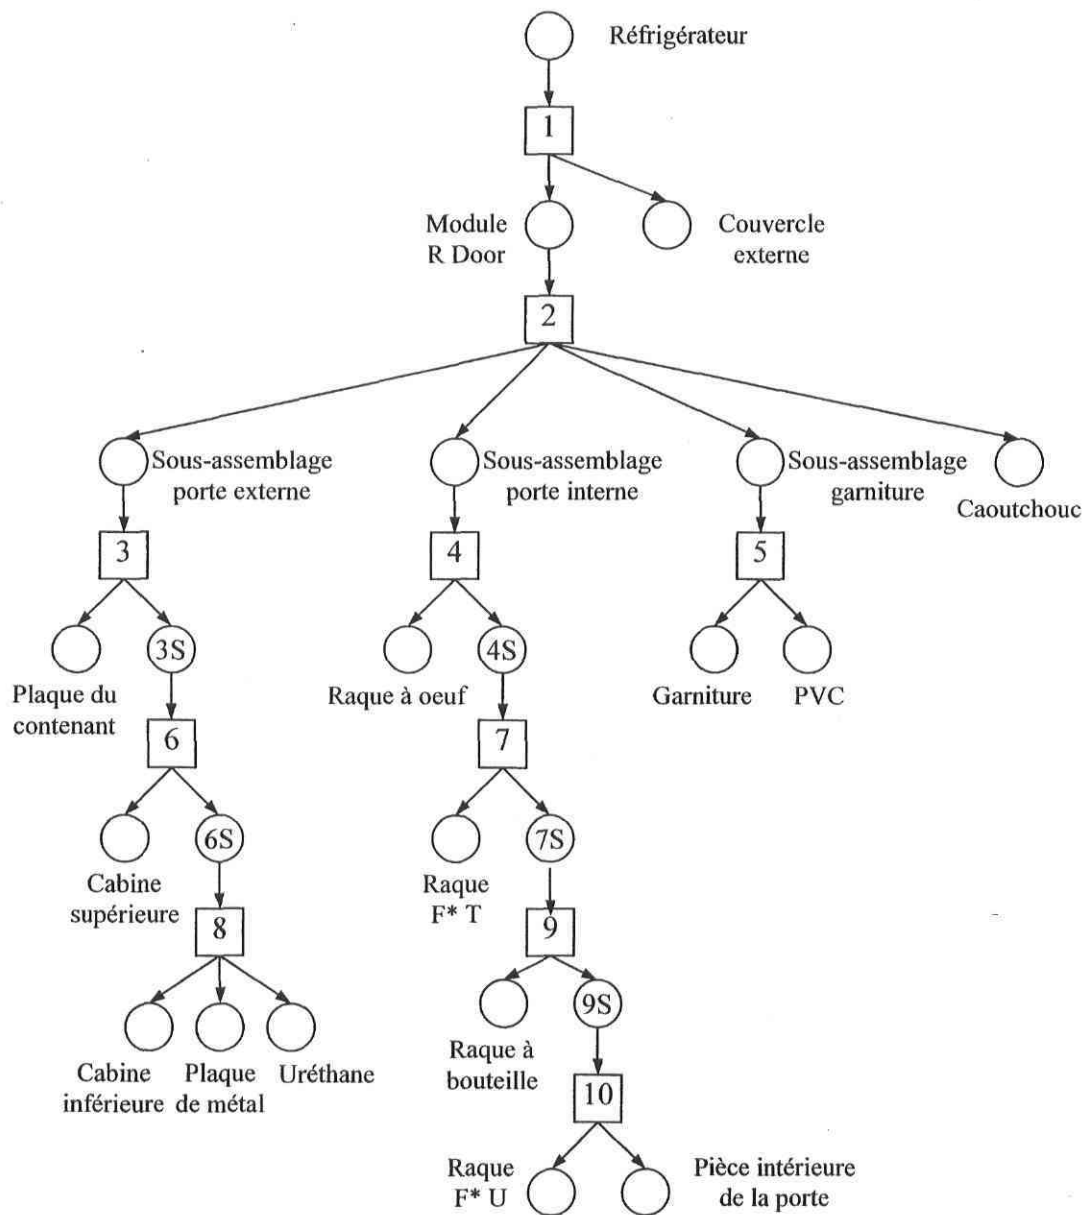 Réfrigérateur
1
Module
R Door
Couvercle
externe
2
Sous-assemblage
porte externe
Sous-assemblage
porte interne
Sous-assemblage
garniture
Caoutchouc
3
4
5
3S
4S
Plaque du
contenant
Raque à oeuf
Garniture
PVC
6
7
6S
7S
Cabine
supérieure
Raque
F* T
8
9
9S
Cabine
inférieure
Plaque
de métal
Uréthane
Raque à
bouteille
10
Raque
F* U
Pièce intérieure
de la porte